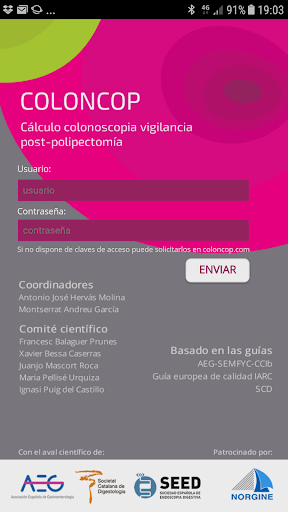 4G
91%
19:03
COLONCOP
Cálculo colonoscopia vigilancia
post-polipectomía
Usuario:
usuario
Contraseña:
contraseña
Si no dispone de claves de acceso puede solicitarlos en coloncop.com
ENVIAR
Coordinadores
Antonio José Hervás Molina
Montserrat Andreu García
Comité científico
Francesc Balaguer Prunes
Xavier Bessa Caserras
Juanjo Mascort Roca
María Pellisé Urquiza
Ignasi Puig del Castillo
Basado en las guías
AEG-SEMFYC-CCIb
Guía europea de calidad IARC
SCD
Con el aval científico de:
Patrocinado por:
AEG
Asociación Española de Gastroenterología
Societat
Catalana de
Digestologia
SEED
SOCIEDAD ESPAÑOLA DE
ENDOSCOPIA DIGESTIVA
NORGINE